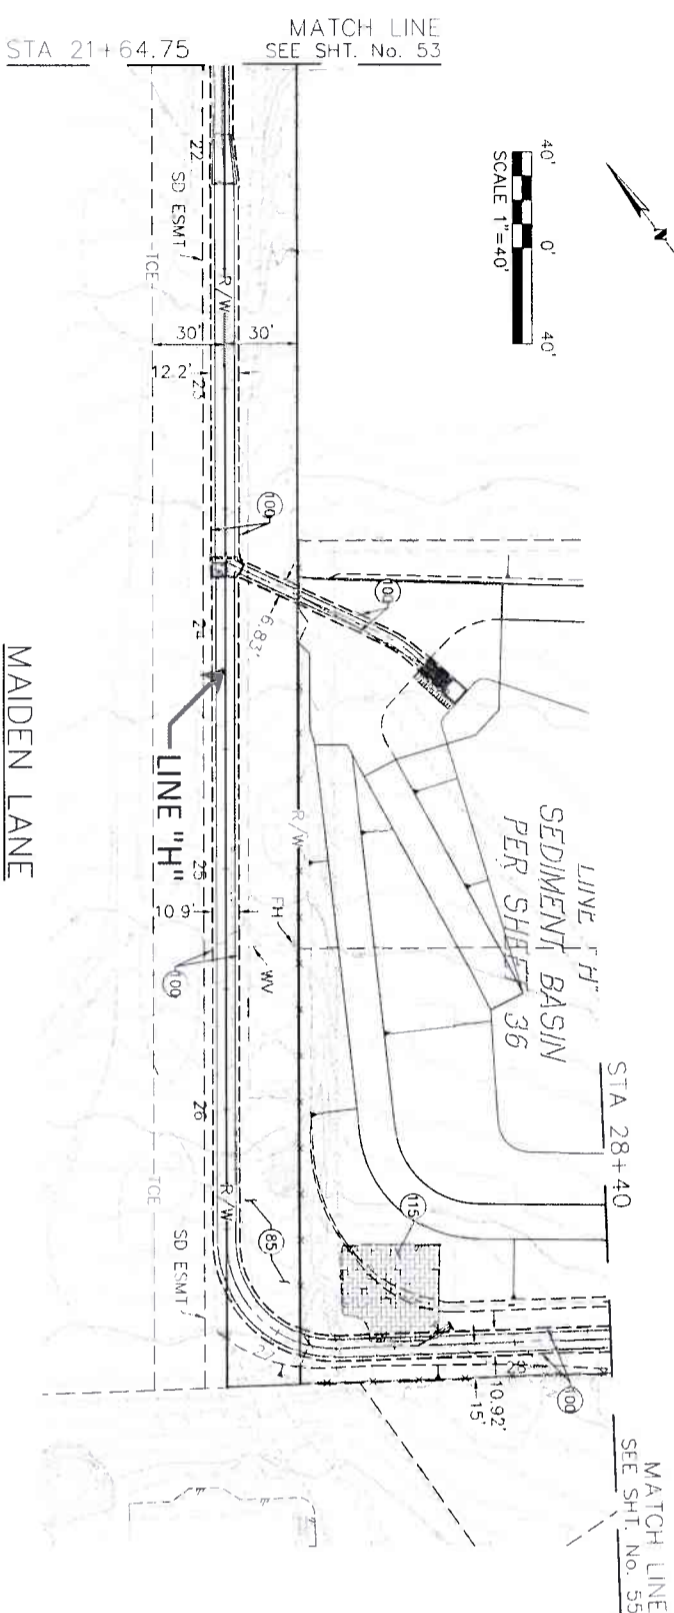 MATCH LINE
SEE SHT. No. 53
STA 21+64.75
40'
0'
40'
SCALE 1"=40'
N
22
SD ESMT
TCE
R/W
30'
30'
12.2'
23
100
100
6.83'
24
LINE "H"
MAIDEN LANE
R/W
25
10.9'
FH
WV
100
LINE "H"
SEDIMENT BASIN
PER SHEET 36
STA 28+40
26
TCE
R/W
85
115
SD ESMT
27
28
10.92'
15'
100
MATCH LINE
SEE SHT. No. 55